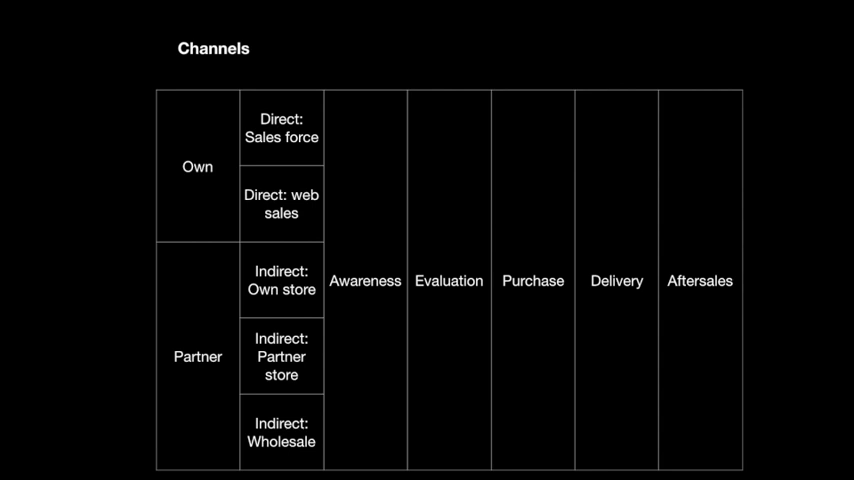 Channels
Own
Direct:
Sales force
Direct: web
sales
Partner
Indirect:
Own store
Indirect:
Partner
store
Indirect:
Wholesale
Awareness
Evaluation
Purchase
Delivery
Aftersales